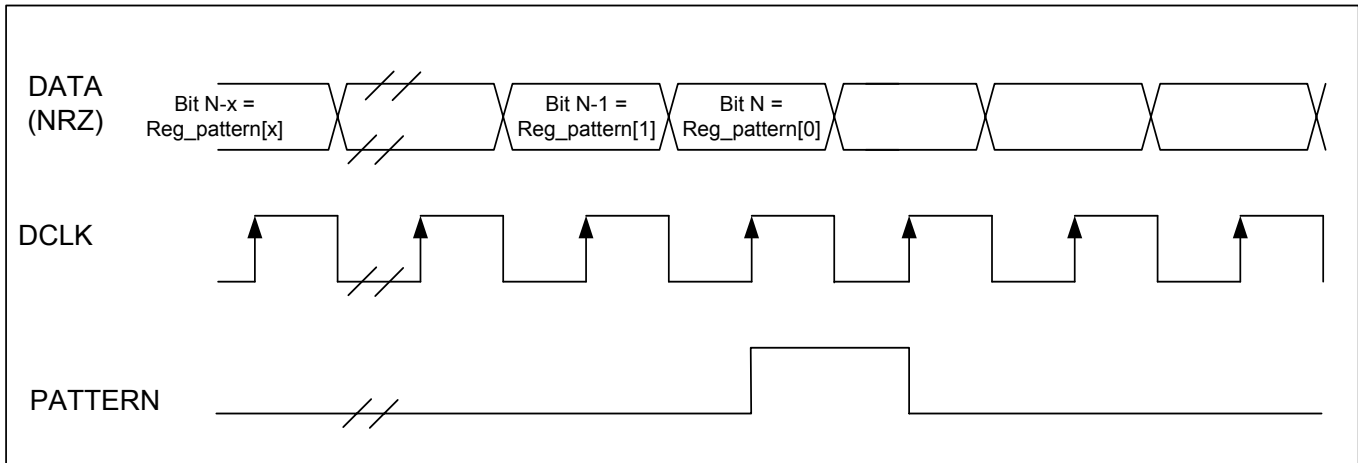 DATA
(NRZ)
Bit N-x =
Reg_pattern[x]
Bit N-1 =
Reg_pattern[1]
Bit N =
Reg_pattern[0]
DCLK
PATTERN